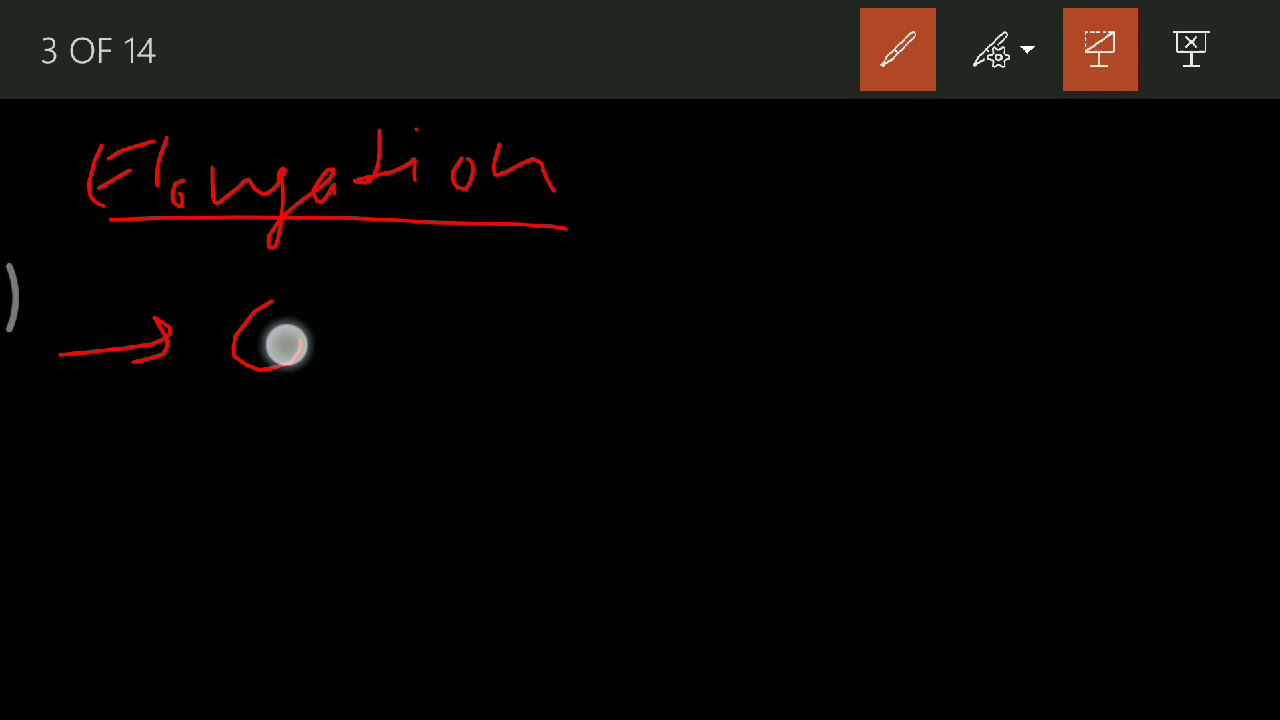 3 OF 14
Elongation
→